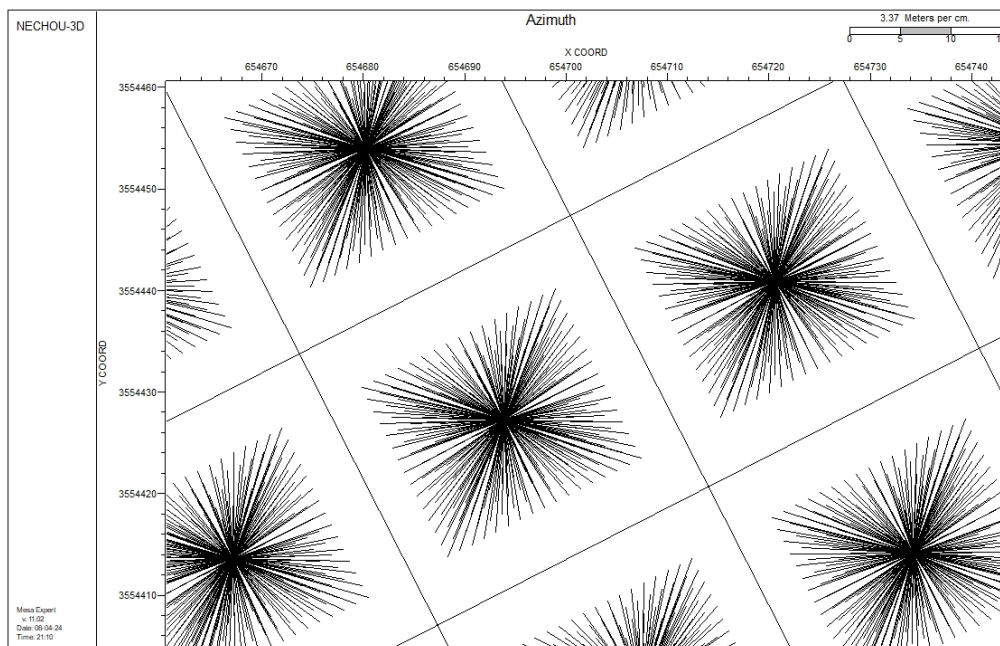 NECHOU-3D
Azimuth
3.37 Meters per cm.
0 5 10
X COORD
654670 654680 654690 654700 654710 654720 654730 654740
3554460
3554450
3554440
3554430
3554420
3554410
Y COORD
Mesa Expert
v. 11.02
Date: 08-04-24
Time: 21:10